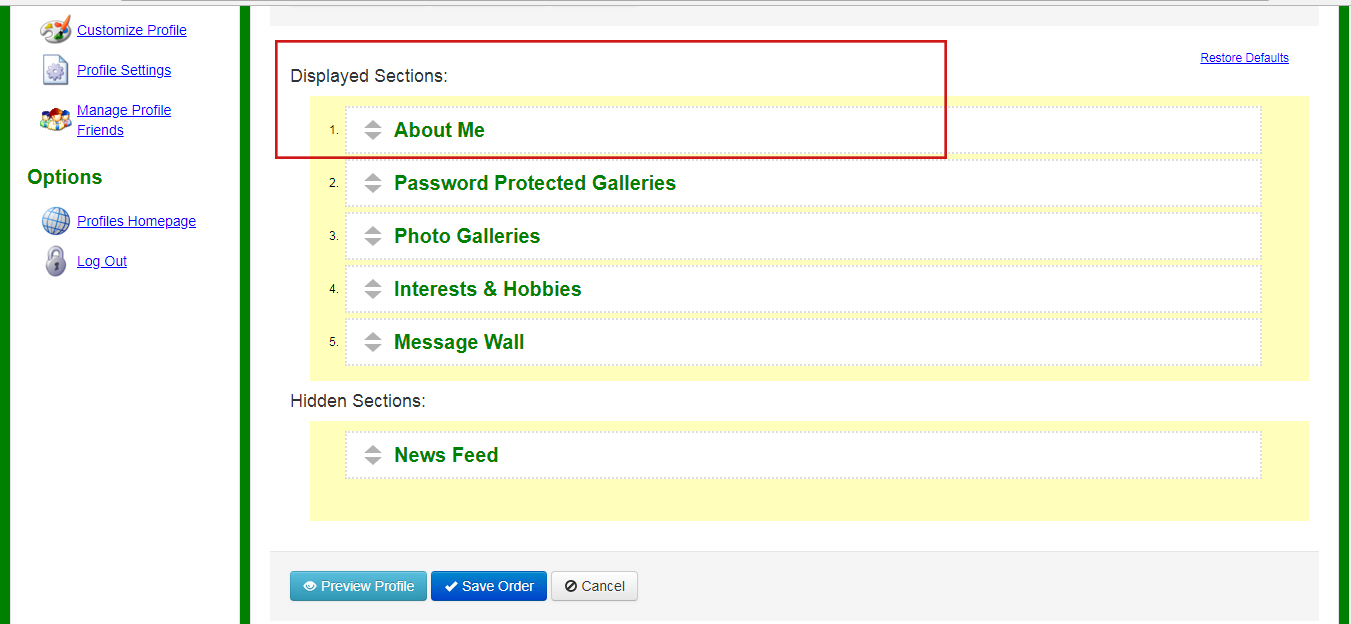 Customize Profile
Profile Settings
Manage Profile
Friends
Options
Profiles Homepage
Log Out
Restore Defaults
Displayed Sections:
1. About Me
2. Password Protected Galleries
3. Photo Galleries
4. Interests & Hobbies
5. Message Wall
Hidden Sections:
News Feed
Preview Profile Save Order Cancel